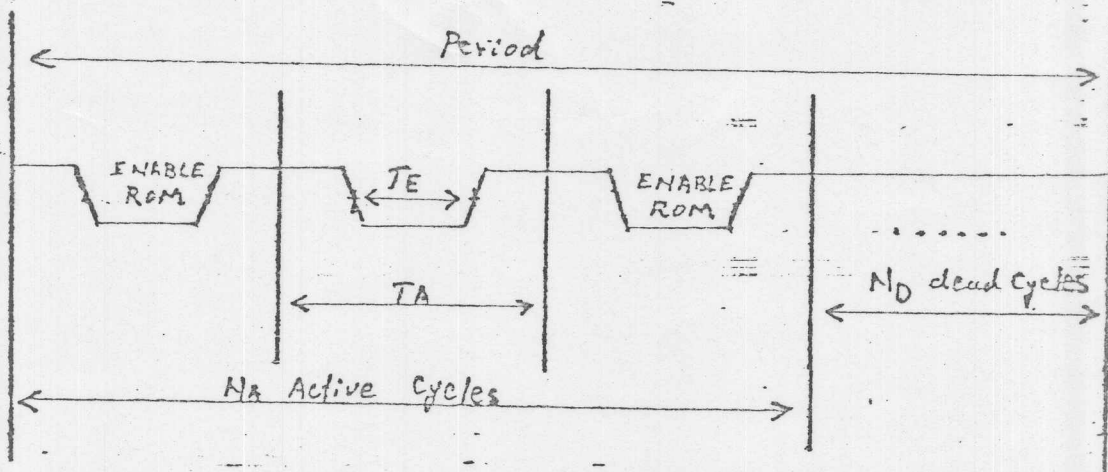 Period
ENABLE
ROM
TE
ENABLE
ROM
TA
ND dead cycles
NA Active Cycles